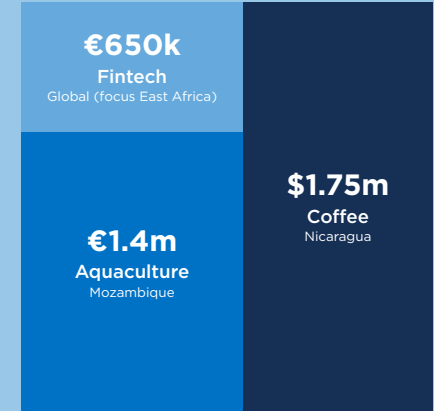 €650k
Fintech
Global (focus East Africa)
€1.4m
Aquaculture
Mozambique
$1.75m
Coffee
Nicaragua